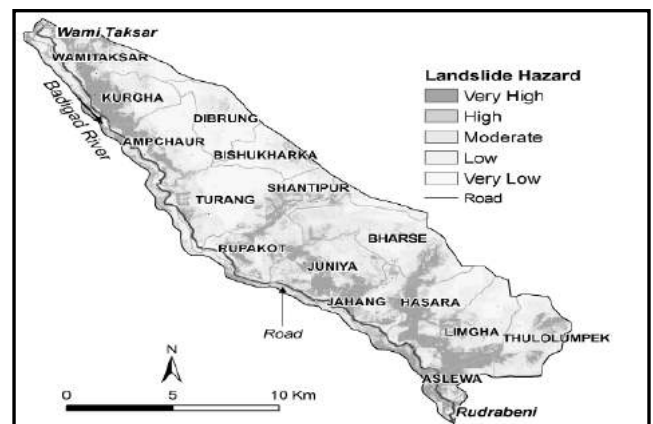 Wami Taksar
WAMITAKSAR
KURGHA
Badigad River
DIBRUNG
AMPCHAUR
BISHUKHARKA
SHANTIPUR
TURANG
BHARSE
RUPAKOT
JUNIYA
JAHANG
HASARA
LIMGHA
THULOLUMPEK
ASLEWA
Rudrabeni
Road
Landslide Hazard
Very High
High
Moderate
Low
Very Low
Road
N
0 5 10 Km